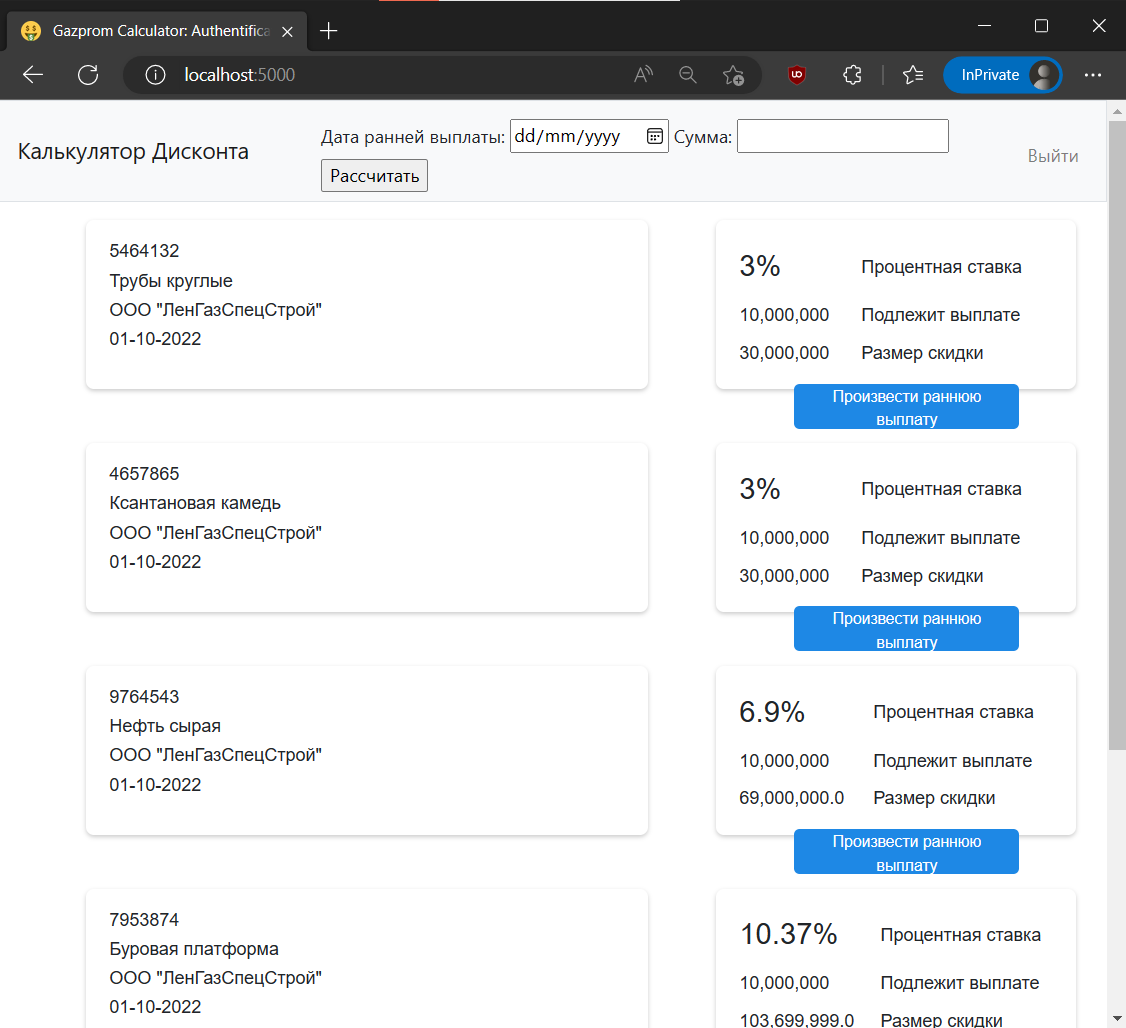 Gazprom Calculator: Authentifica
localhost:5000
InPrivate
Калькулятор Дисконта
Дата ранней выплаты: dd/mm/yyyy Сумма:
Рассчитать
Выйти
5464132
Трубы круглые
ООО "ЛенГазСпецСтрой"
01-10-2022
3% Процентная ставка
10,000,000 Подлежит выплате
30,000,000 Размер скидки
Произвести раннюю
выплату
4657865
Ксантановая камедь
ООО "ЛенГазСпецСтрой"
01-10-2022
3% Процентная ставка
10,000,000 Подлежит выплате
30,000,000 Размер скидки
Произвести раннюю
выплату
9764543
Нефть сырая
ООО "ЛенГазСпецСтрой"
01-10-2022
6.9% Процентная ставка
10,000,000 Подлежит выплате
69,000,000.0 Размер скидки
Произвести раннюю
выплату
7953874
Буровая платформа
ООО "ЛенГазСпецСтрой"
01-10-2022
10.37% Процентная ставка
10,000,000 Подлежит выплате
103,699,999.0 Размер скидки